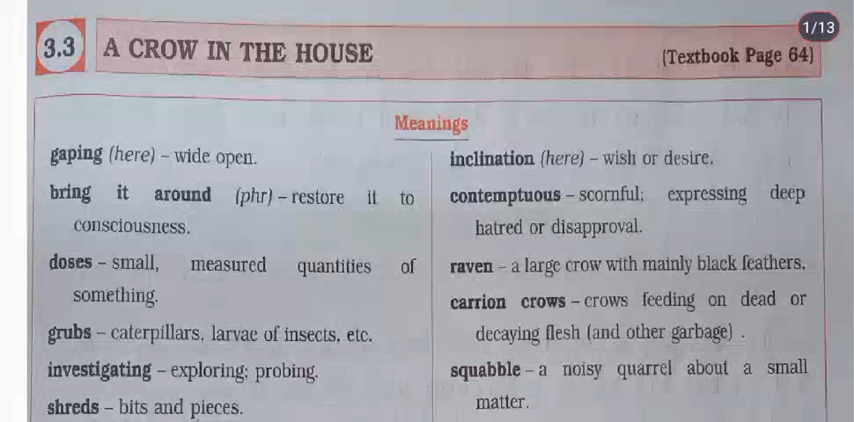 1/13
3.3 A CROW IN THE HOUSE (Textbook Page 64)
Meanings
gaping (here) – wide open.
bring it around (phr) – restore it to
consciousness.
doses – small, measured quantities of
something.
grubs – caterpillars, larvae of insects, etc.
investigating – exploring; probing.
shreds – bits and pieces.
inclination (here) – wish or desire.
contemptuous – scornful; expressing deep
hatred or disapproval.
raven – a large crow with mainly black feathers.
carrion crows – crows feeding on dead or
decaying flesh (and other garbage) .
squabble – a noisy quarrel about a small
matter.